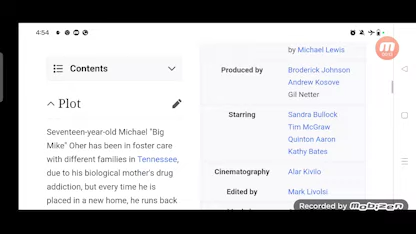 4:54
by Michael Lewis
Contents
Produced by Broderick Johnson
Andrew Kosove
Gil Netter
Plot
Starring Sandra Bullock
Tim McGraw
Quinton Aaron
Kathy Bates
Seventeen-year-old Michael "Big
Mike" Oher has been in foster care
with different families in Tennessee,
due to his biological mother's drug
addiction, but every time he is
placed in a new home, he runs back
Cinematography Alar Kivilo
Edited by Mark Livolsi
Recorded by Mobizen